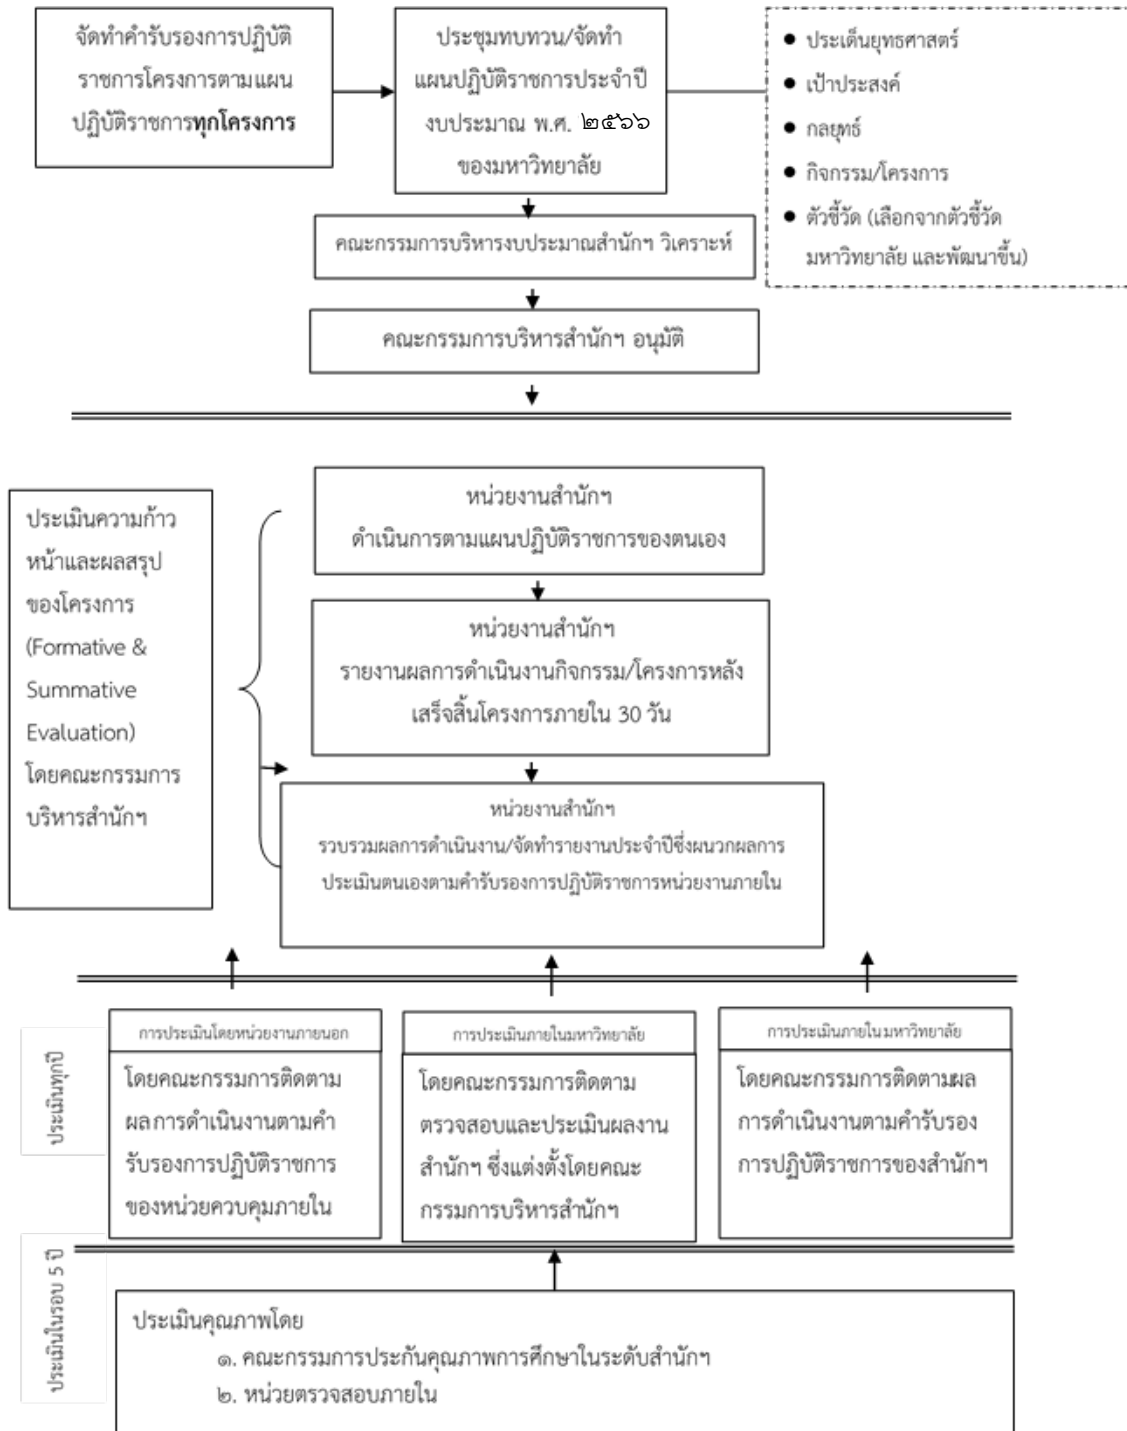 จัดทำคำรับรองการปฏิบัติ
ราชการโครงการตามแผน
ปฏิบัติราชการทุกโครงการ
ประชุมทบทวน/จัดทำ
แผนปฏิบัติราชการประจำปี
งบประมาณ พ.ศ. ๒๕๖๖
ของมหาวิทยาลัย
● ประเด็นยุทธศาสตร์
● เป้าประสงค์
● กลยุทธ์
● กิจกรรม/โครงการ
● ตัวชี้วัด (เลือกจากตัวชี้วัด
มหาวิทยาลัย และพัฒนาขึ้น)
คณะกรรมการบริหารงบประมาณสำนักฯ วิเคราะห์
คณะกรรมการบริหารสำนักฯ อนุมัติ
ประเมินความก้าว
หน้าและผลสรุป
ของโครงการ
(Formative &
Summative
Evaluation)
โดยคณะกรรมการ
บริหารสำนักฯ
หน่วยงานสำนักฯ
ดำเนินการตามแผนปฏิบัติราชการของตนเอง
หน่วยงานสำนักฯ
รายงานผลการดำเนินงานกิจกรรม/โครงการหลัง
เสร็จสิ้นโครงการภายใน 30 วัน
หน่วยงานสำนักฯ
รวบรวมผลการดำเนินงาน/จัดทำรายงานประจำปีซึ่งผนวกผลการ
ประเมินตนเองตามคำรับรองการปฏิบัติราชการหน่วยงานภายใน
ประเมินทุกปี
การประเมินโดยหน่วยงานภายนอก
โดยคณะกรรมการติดตาม
ผลการดำเนินงานตามคำ
รับรองการปฏิบัติราชการ
ของหน่วยควบคุมภายใน
การประเมินภายในมหาวิทยาลัย
โดยคณะกรรมการติดตาม
ตรวจสอบและประเมินผลงาน
สำนักฯ ซึ่งแต่งตั้งโดยคณะ
กรรมการบริหารสำนักฯ
การประเมินภายในมหาวิทยาลัย
โดยคณะกรรมการติดตามผล
การดำเนินงานตามคำรับรอง
การปฏิบัติราชการของสำนักฯ
ประเมินในรอบ 5 ปี
ประเมินคุณภาพโดย
๑. คณะกรรมการประกันคุณภาพการศึกษาในระดับสำนักฯ
๒. หน่วยตรวจสอบภายใน